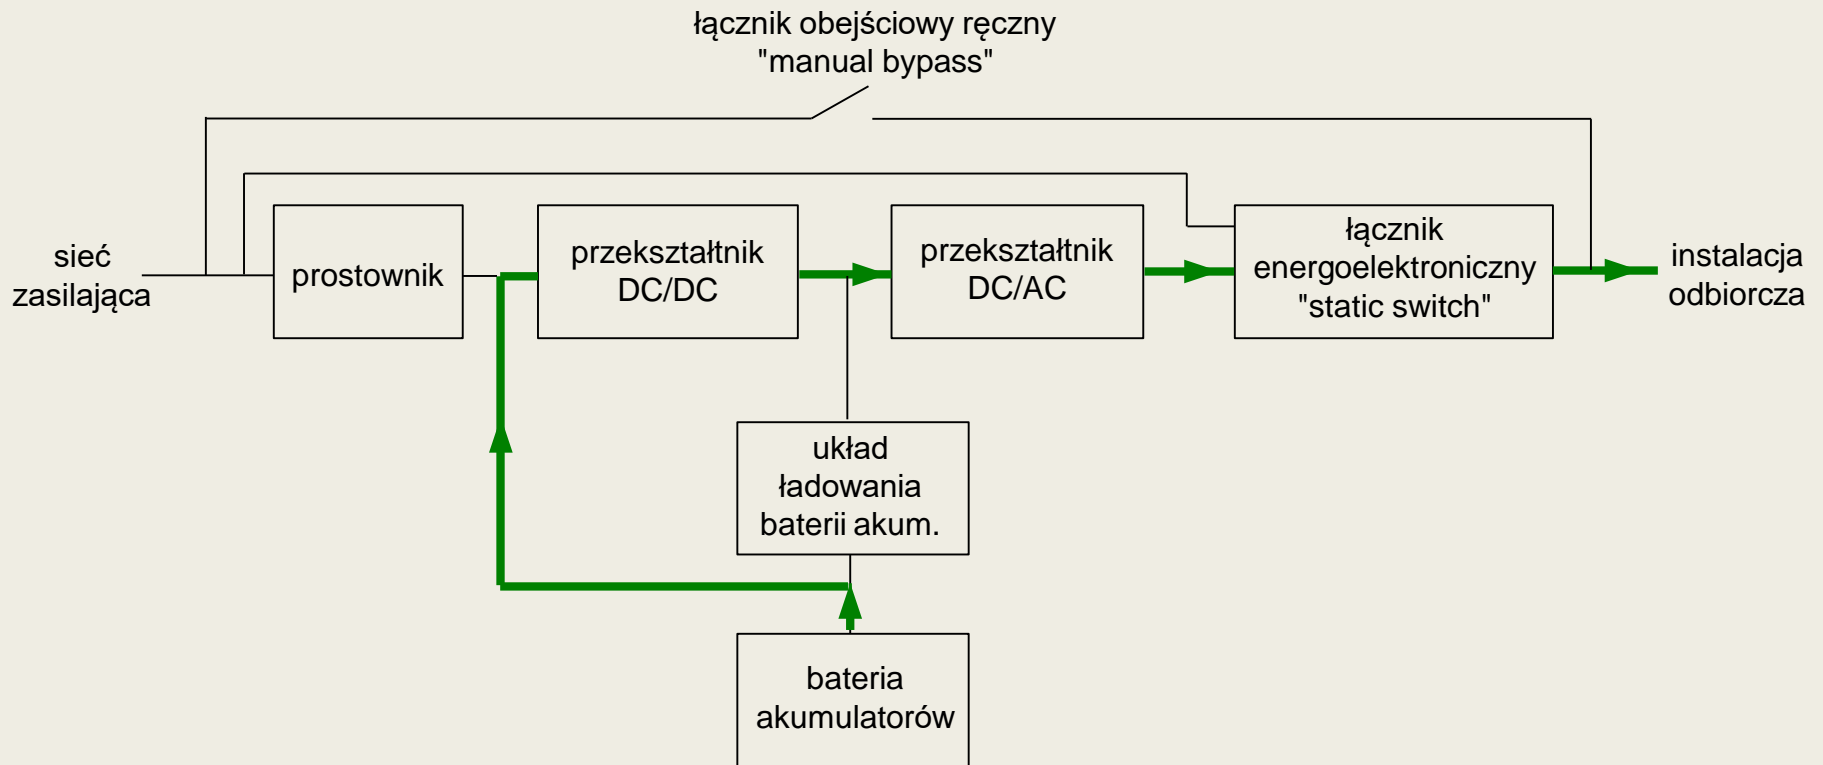 łącznik obejściowy ręczny
"manual bypass"
sieć
zasilająca
prostownik
przekształtnik
DC/DC
przekształtnik
DC/AC
łącznik
energoelektroniczny
"static switch"
instalacja
odbiorcza
układ
ładowania
baterii akum.
bateria
akumulatorów